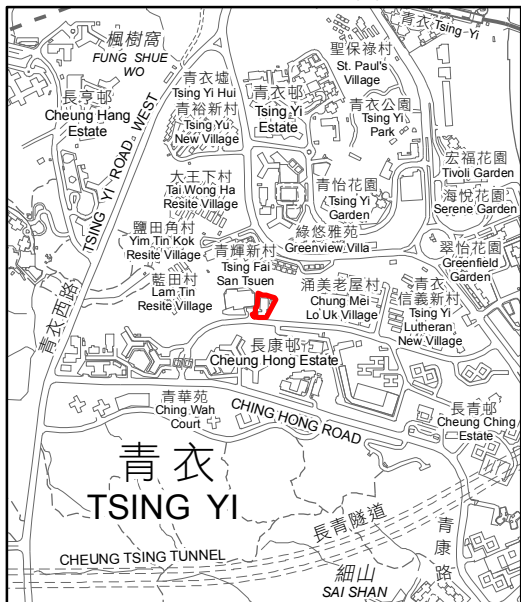 楓樹窩
FUNG SHUE
WO
青衣 Tsing Yi
聖保祿村
St. Paul's
Village
長亨邨
Cheung Hang
Estate
青衣墟
Tsing Yi Hui
青裕新村
Tsing Yu
New Village
青衣邨
Tsing Yi
Estate
青衣公園
Tsing Yi
Park
宏福花園
Tivoli Garden
海悅花園
Serene Garden
TSING YI ROAD WEST
大王下村
Tai Wong Ha
Resite Village
青怡花園
Tsing Yi
Garden
鹽田角村
Yim Tin Kok
Resite Village
綠悠雅苑
Greenview Villa
翠怡花園
Greenfield
Garden
青輝新村
Tsing Fai
San Tsuen
藍田村
Lam Tin
Resite Village
涌美老屋村
Chung Mei
Lo Uk Village
青衣
信義新村
Tsing Yi
Lutheran
New Village
青衣西路
長康邨
Cheung Hong Estate
青華苑
Ching Wah
Court
CHING HONG ROAD
長青邨
Cheung Ching
Estate
青衣
TSING YI
長青隧道
CHEUNG TSING TUNNEL
青康路
細山
SAI SHAN